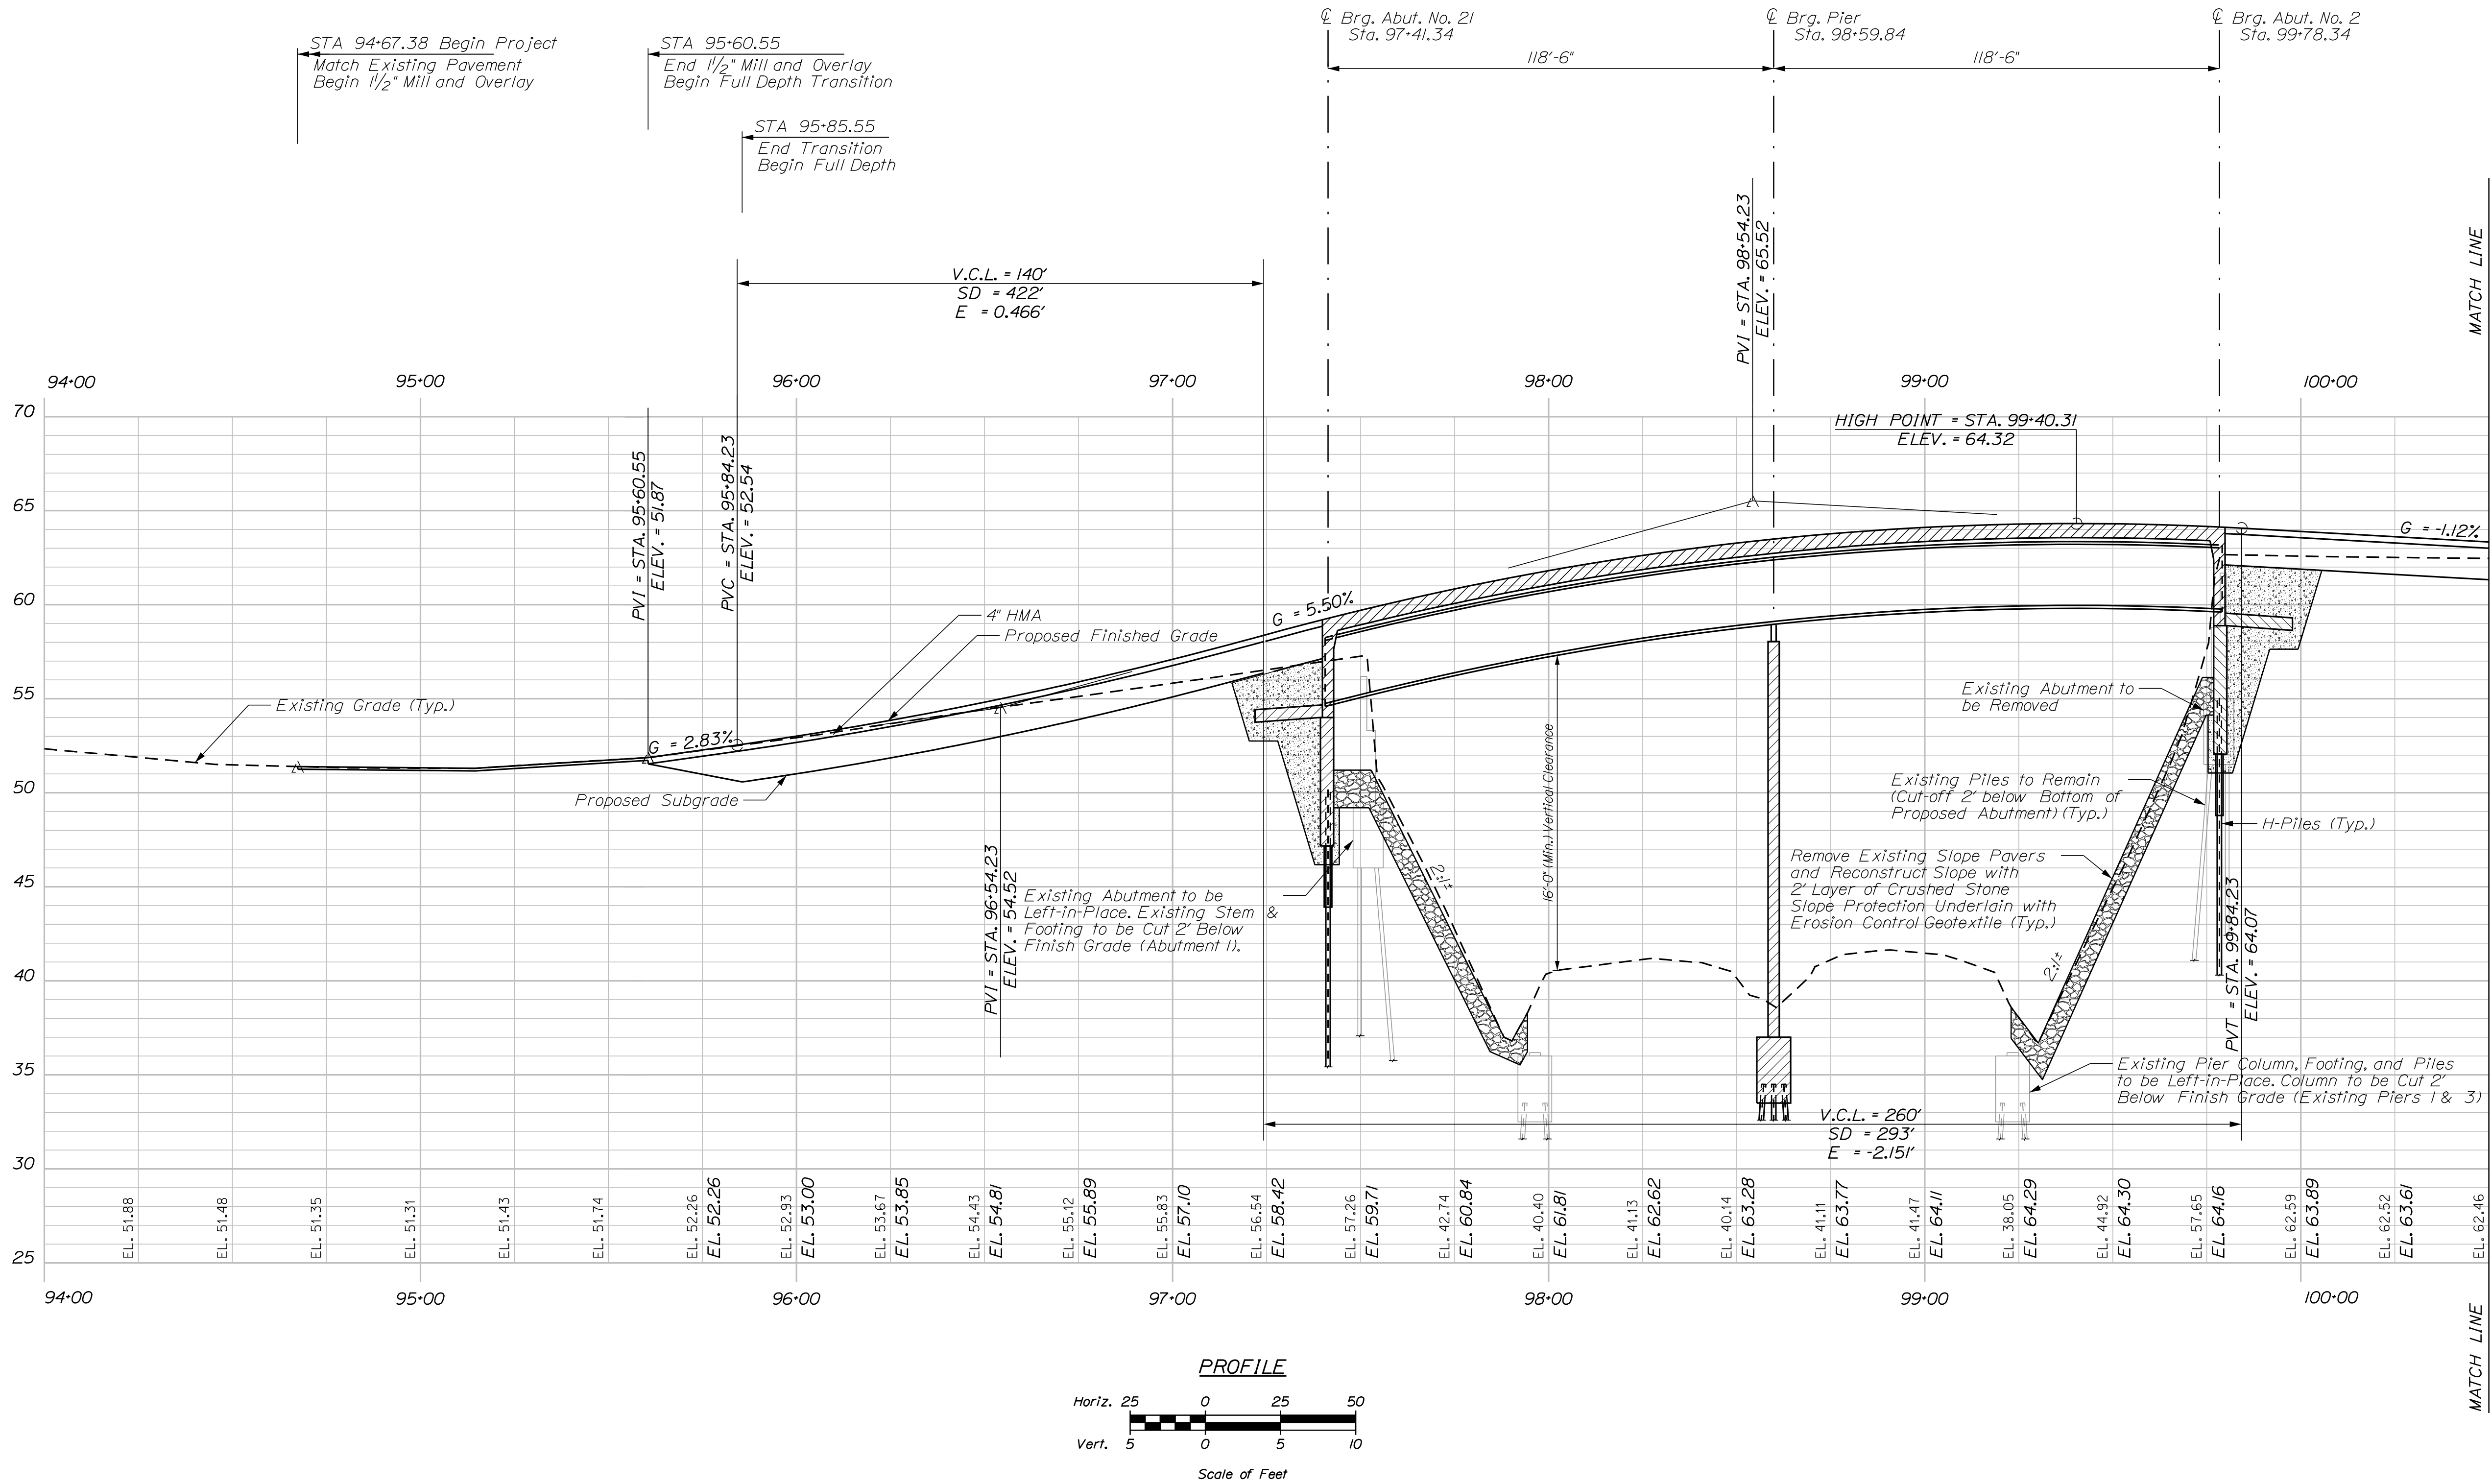 ℄ Brg. Abut. No. 21
Sta. 97+41.34
℄ Brg. Pier
Sta. 98+59.84
℄ Brg. Abut. No. 2
Sta. 99+78.34
118'-6"
118'-6"
STA 94+67.38 Begin Project
Match Existing Pavement
Begin 1 1/2" Mill and Overlay
STA 95+60.55
End 1 1/2" Mill and Overlay
Begin Full Depth Transition
STA 95+85.55
End Transition
Begin Full Depth
V.C.L. = 140'
SD = 422'
E = 0.466'
PVI = STA. 98+54.23
ELEV. = 65.52
MATCH LINE
94+00
95+00
96+00
97+00
98+00
99+00
100+00
70
65
60
55
50
45
40
35
30
25
HIGH POINT = STA. 99+40.31
ELEV. = 64.32
PVI = STA. 95+60.55
ELEV. = 51.87
PVC = STA. 95+84.23
ELEV. = 52.54
G = 2.83%
G = 5.50%
G = -1.12%
4" HMA
Proposed Finished Grade
Existing Grade (Typ.)
Proposed Subgrade
PVI = STA. 96+54.23
ELEV. = 54.52
Existing Abutment to be
Left-in-Place. Existing Stem &
Footing to be Cut 2' Below
Finish Grade (Abutment 1).
2:1±
16'-0" (Min.) Vertical Clearance
Existing Abutment to
be Removed
Existing Piles to Remain
(Cut-off 2' below Bottom of
Proposed Abutment) (Typ.)
H-Piles (Typ.)
Remove Existing Slope Pavers
and Reconstruct Slope with
2' Layer of Crushed Stone
Slope Protection Underlain with
Erosion Control Geotextile (Typ.)
2:1±
PVT = STA. 99+84.23
ELEV. = 64.07
Existing Pier Column, Footing, and Piles
to be Left-in-Place. Column to be Cut 2'
Below Finish Grade (Existing Piers 1 & 3)
V.C.L. = 260'
SD = 293'
E = -2.151'
EL. 51.88
EL. 51.48
EL. 51.35
EL. 51.31
EL. 51.43
EL. 51.74
EL. 52.26
EL. 52.26
EL. 52.93
EL. 53.00
EL. 53.67
EL. 53.85
EL. 54.43
EL. 54.81
EL. 55.12
EL. 55.89
EL. 55.83
EL. 57.10
EL. 56.54
EL. 58.42
EL. 57.26
EL. 59.71
EL. 42.74
EL. 60.84
EL. 40.40
EL. 61.81
EL. 41.13
EL. 62.62
EL. 40.14
EL. 63.28
EL. 41.11
EL. 63.77
EL. 41.47
EL. 64.11
EL. 38.05
EL. 64.29
EL. 44.92
EL. 64.30
EL. 57.65
EL. 64.16
EL. 62.59
EL. 63.89
EL. 62.52
EL. 63.61
EL. 62.46
94+00
95+00
96+00
97+00
98+00
99+00
100+00
MATCH LINE
PROFILE
Horiz. 25 0 25 50
Vert. 5 0 5 10
Scale of Feet